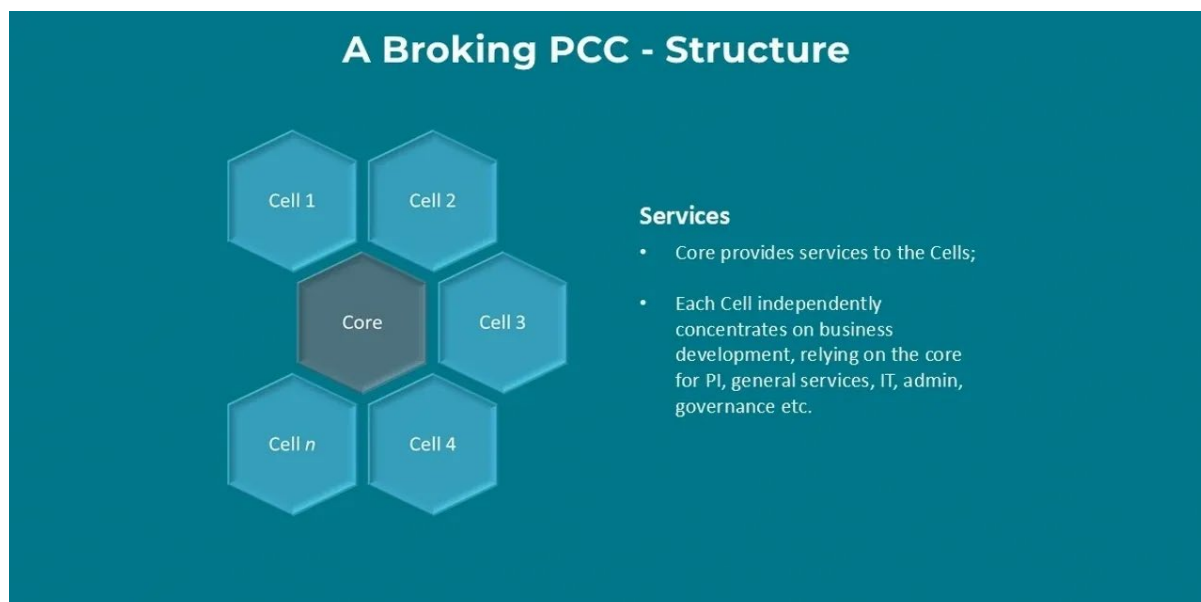 A Broking PCC - Structure
Cell 1
Cell 2
Core
Cell 3
Cell n
Cell 4
Services
• Core provides services to the Cells;
• Each Cell independently
concentrates on business
development, relying on the core
for PI, general services, IT, admin,
governance etc.